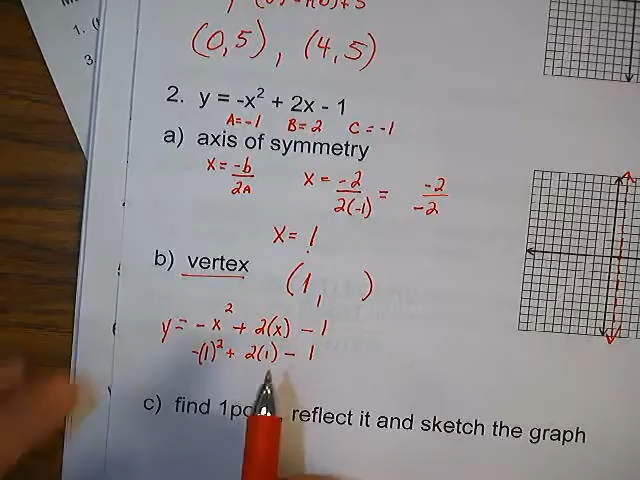 1.
3.
(0,5) , (4,5)
2. y = -x² + 2x - 1
A=-1 B=2 C=-1
a) axis of symmetry
x = -b/2A x = -2/2(-1) = -2/-2
x = 1
b) vertex (1, )
y = -x² + 2(x) - 1
-(1)² + 2(1) - 1
c) find 1po , reflect it and sketch the graph